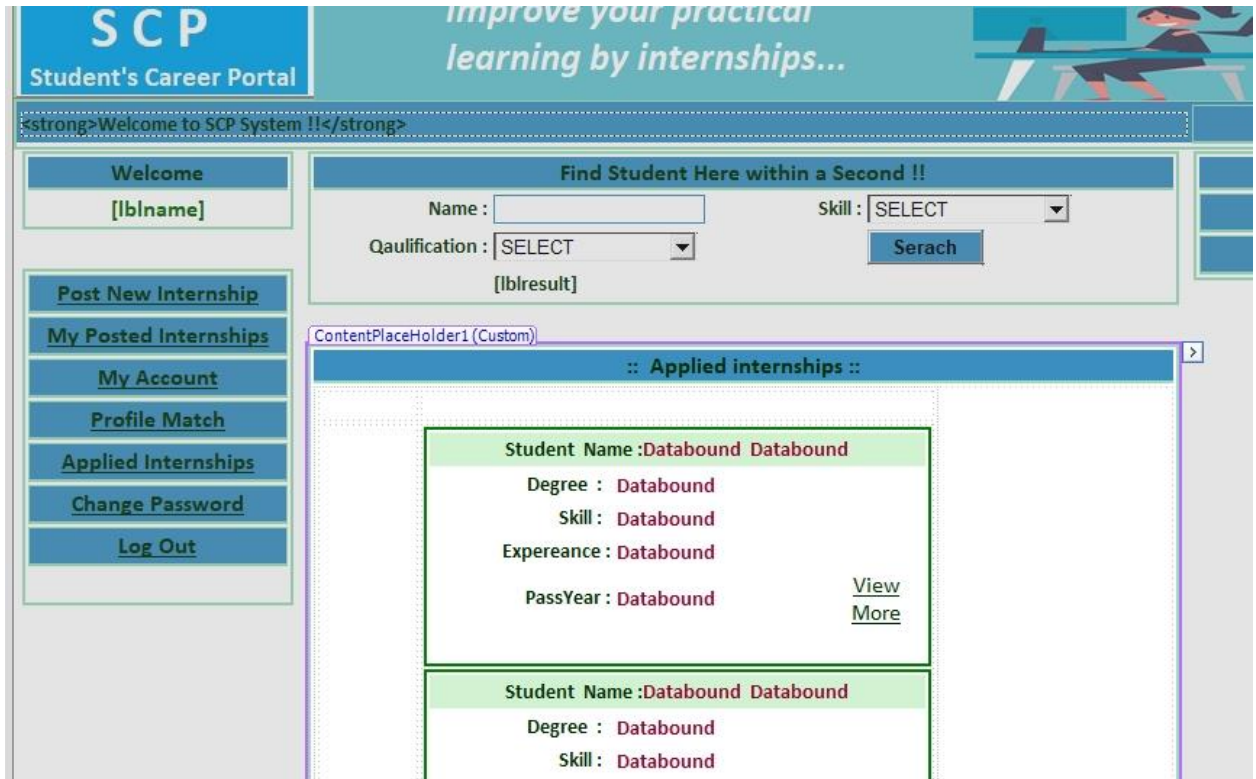 S C P
Student's Career Portal
improve your practical
learning by internships...
<strong>Welcome to SCP System !!</strong>
Welcome
[lblname]
Post New Internship
My Posted Internships
My Account
Profile Match
Applied Internships
Change Password
Log Out
Find Student Here within a Second !!
Name : Skill : SELECT
Qaulification : SELECT Serach
[lblresult]
ContentPlaceHolder1 (Custom)
:: Applied internships ::
Student Name :Databound Databound
Degree : Databound
Skill : Databound
Expereance : Databound
PassYear : Databound View
More
Student Name :Databound Databound
Degree : Databound
Skill : Databound